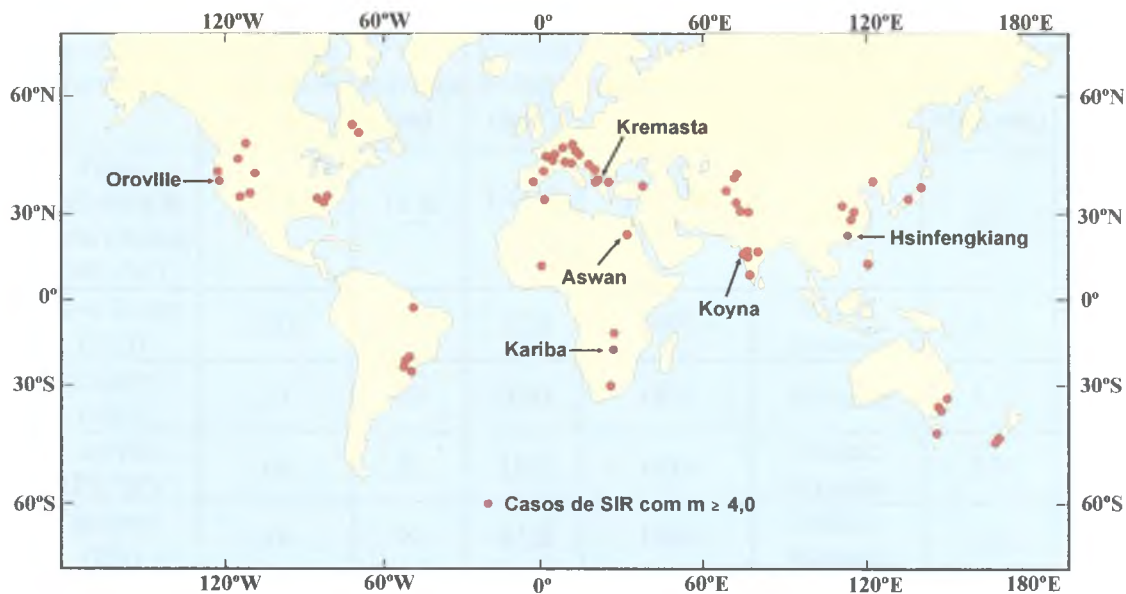 120ºW 60ºW 0º 60ºE 120ºE 180ºE
60ºN 60ºN
Kremasta
Orovllle
30ºN 30ºN
Hsinfengkiang
Aswan
Koyna
0º 0º
Kariba
30ºS 30ºS
60ºS Casos de SIR com m ≥ 4,0 60ºS
120ºW 60ºW 0º 60ºE 120ºE 180ºE